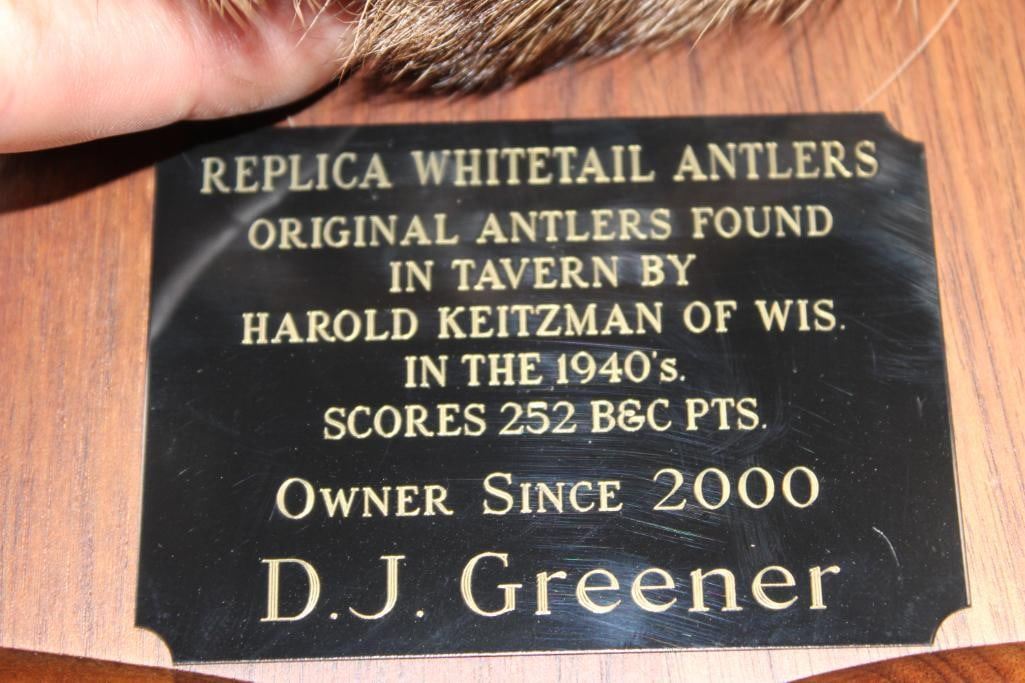 REPLICA WHITETAIL ANTLERS
ORIGINAL ANTLERS FOUND
IN TAVERN BY
HAROLD KEITZMAN OF WIS.
IN THE 1940's.
SCORES 252 B&C PTS.
OWNER SINCE 2000
D.J. Greener